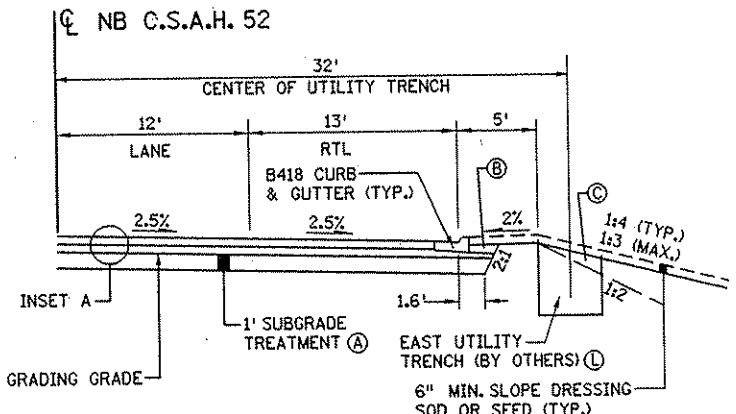 ℄ NB C.S.A.H. 52
32'
CENTER OF UTILITY TRENCH
12'
13'
5'
LANE
RTL
B418 CURB
& GUTTER (TYP.)
B
C
2.5%
2.5%
2%
1:4 (TYP.)
1:3 (MAX.)
2:1
1:2
INSET A
1.6'
1' SUBGRADE
TREATMENT A
EAST UTILITY
TRENCH (BY OTHERS) L
GRADING GRADE
6" MIN. SLOPE DRESSING
SOD OR SEED (TYP.)